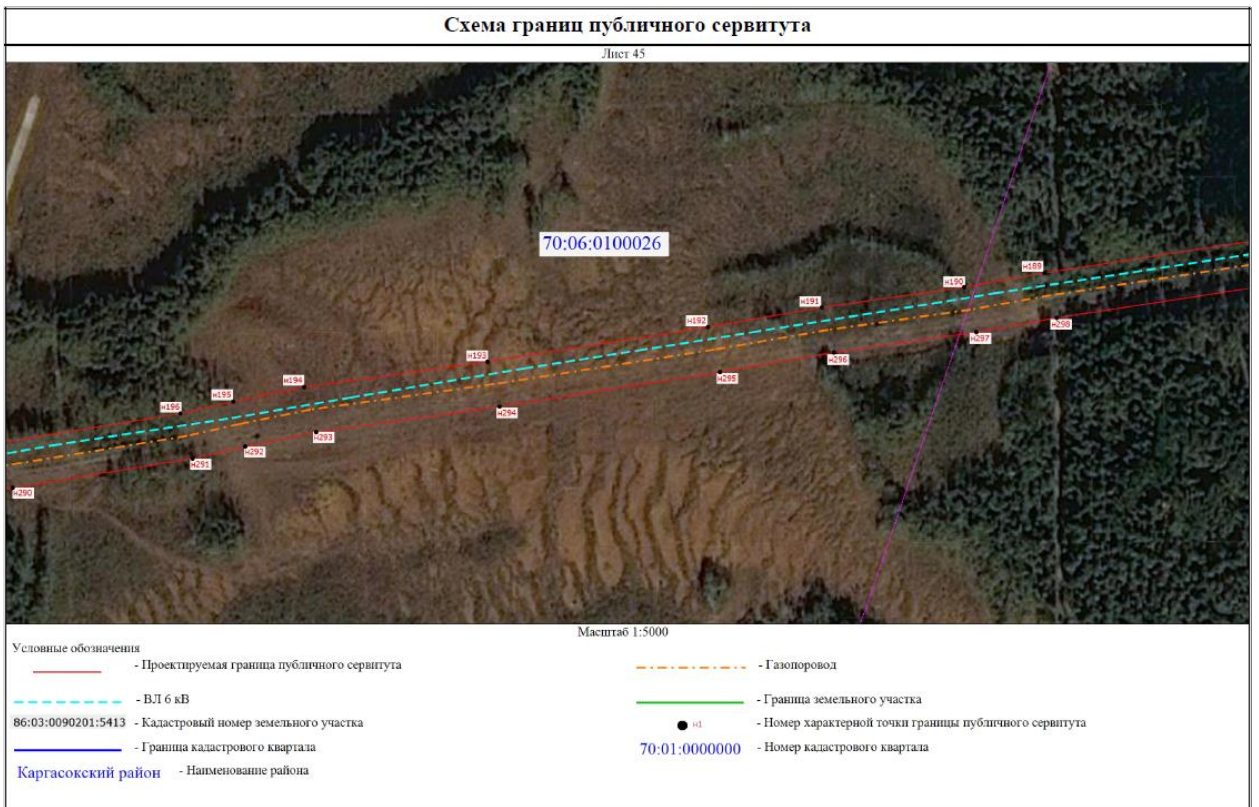 Схема границ публичного сервитута
Лист 45
70:06:0100026
н189
н190
н191
н192
н193
н194
н195
н196
н298
н297
н296
н295
н294
н293
н292
н291
н290
Масштаб 1:5000
Условные обозначения
- Проектируемая граница публичного сервитута
- Газопоровод
- ВЛ 6 кВ
- Граница земельного участка
86:03:0090201:5413 - Кадастровый номер земельного участка
н1 - Номер характерной точки границы публичного сервитута
- Граница кадастрового квартала
70:01:0000000 - Номер кадастрового квартала
Каргасокский район - Наименование района